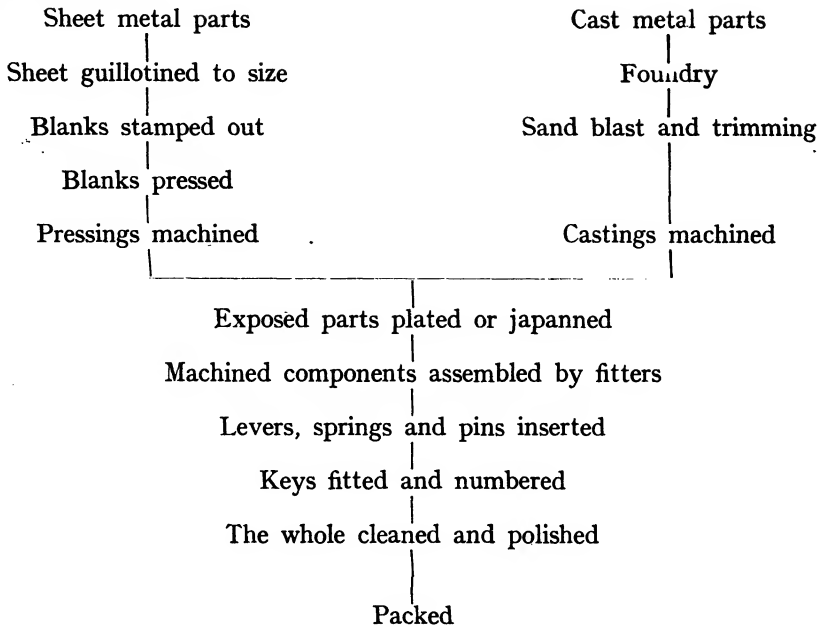 Sheet metal parts
Cast metal parts
Sheet guillotined to size
Foundry
Blanks stamped out
Sand blast and trimming
Blanks pressed
Pressings machined
Castings machined
Exposed parts plated or japanned
Machined components assembled by fitters
Levers, springs and pins inserted
Keys fitted and numbered
The whole cleaned and polished
Packed